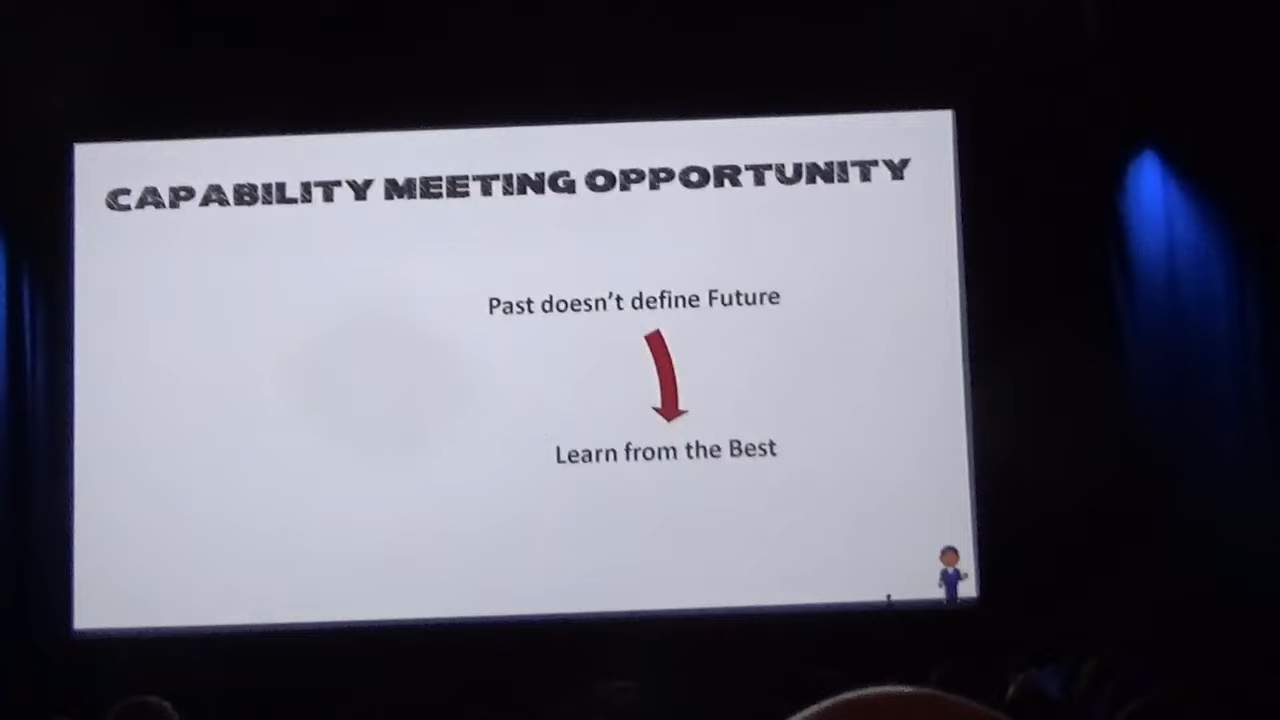 CAPABILITY MEETING OPPORTUNITY
Past doesn't define Future
Learn from the Best